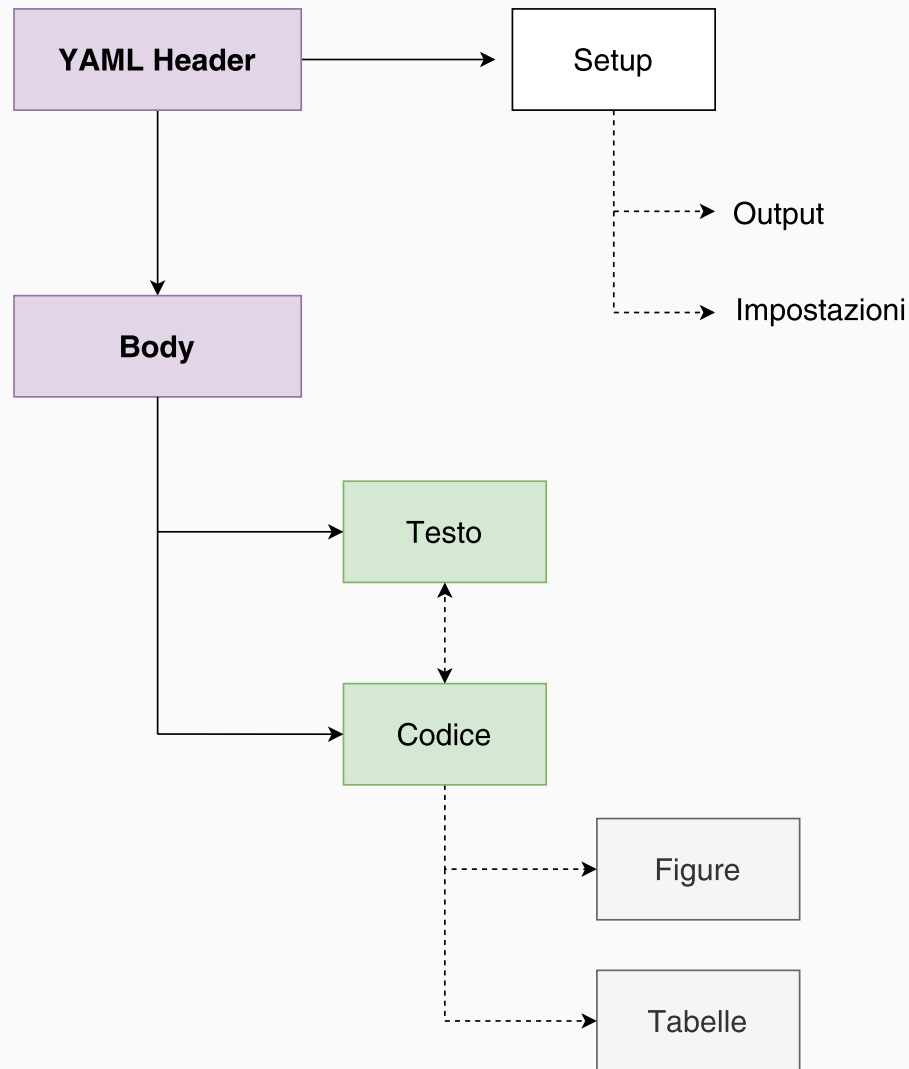 YAML Header
Setup
Output
Impostazioni
Body
Testo
Codice
Figure
Tabelle